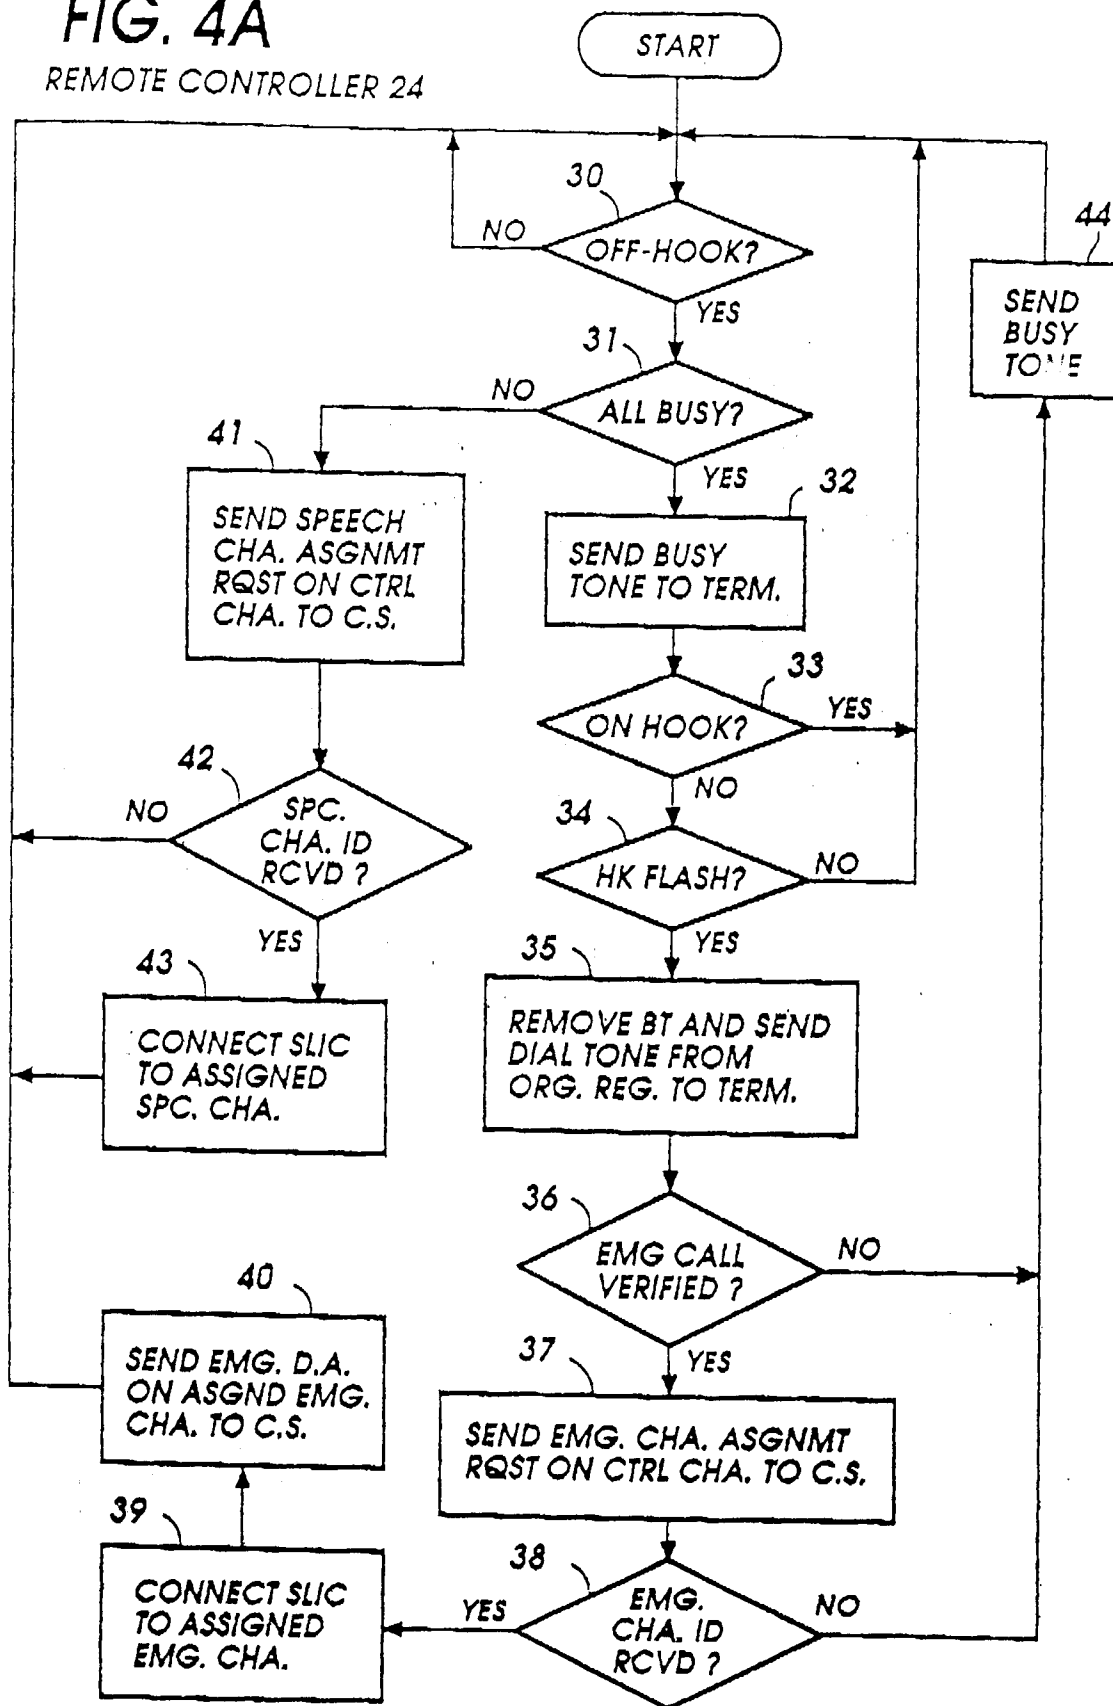 FIG. 4A
REMOTE CONTROLLER 24
START
30
OFF-HOOK?
NO
YES
44
SEND
BUSY
TONE
31
ALL BUSY?
NO
YES
41
SEND SPEECH
CHA. ASGNMT
RQST ON CTRL
CHA. TO C.S.
32
SEND BUSY
TONE TO TERM.
33
ON HOOK?
YES
NO
42
SPC.
CHA. ID
RCVD ?
NO
YES
34
HK FLASH?
NO
YES
43
CONNECT SLIC
TO ASSIGNED
SPC. CHA.
35
REMOVE BT AND SEND
DIAL TONE FROM
ORG. REG. TO TERM.
36
EMG CALL
VERIFIED ?
NO
YES
40
SEND EMG. D.A.
ON ASGND EMG.
CHA. TO C.S.
37
SEND EMG. CHA. ASGNMT
RQST ON CTRL CHA. TO C.S.
39
CONNECT SLIC
TO ASSIGNED
EMG. CHA.
38
EMG.
CHA. ID
RCVD ?
YES
NO